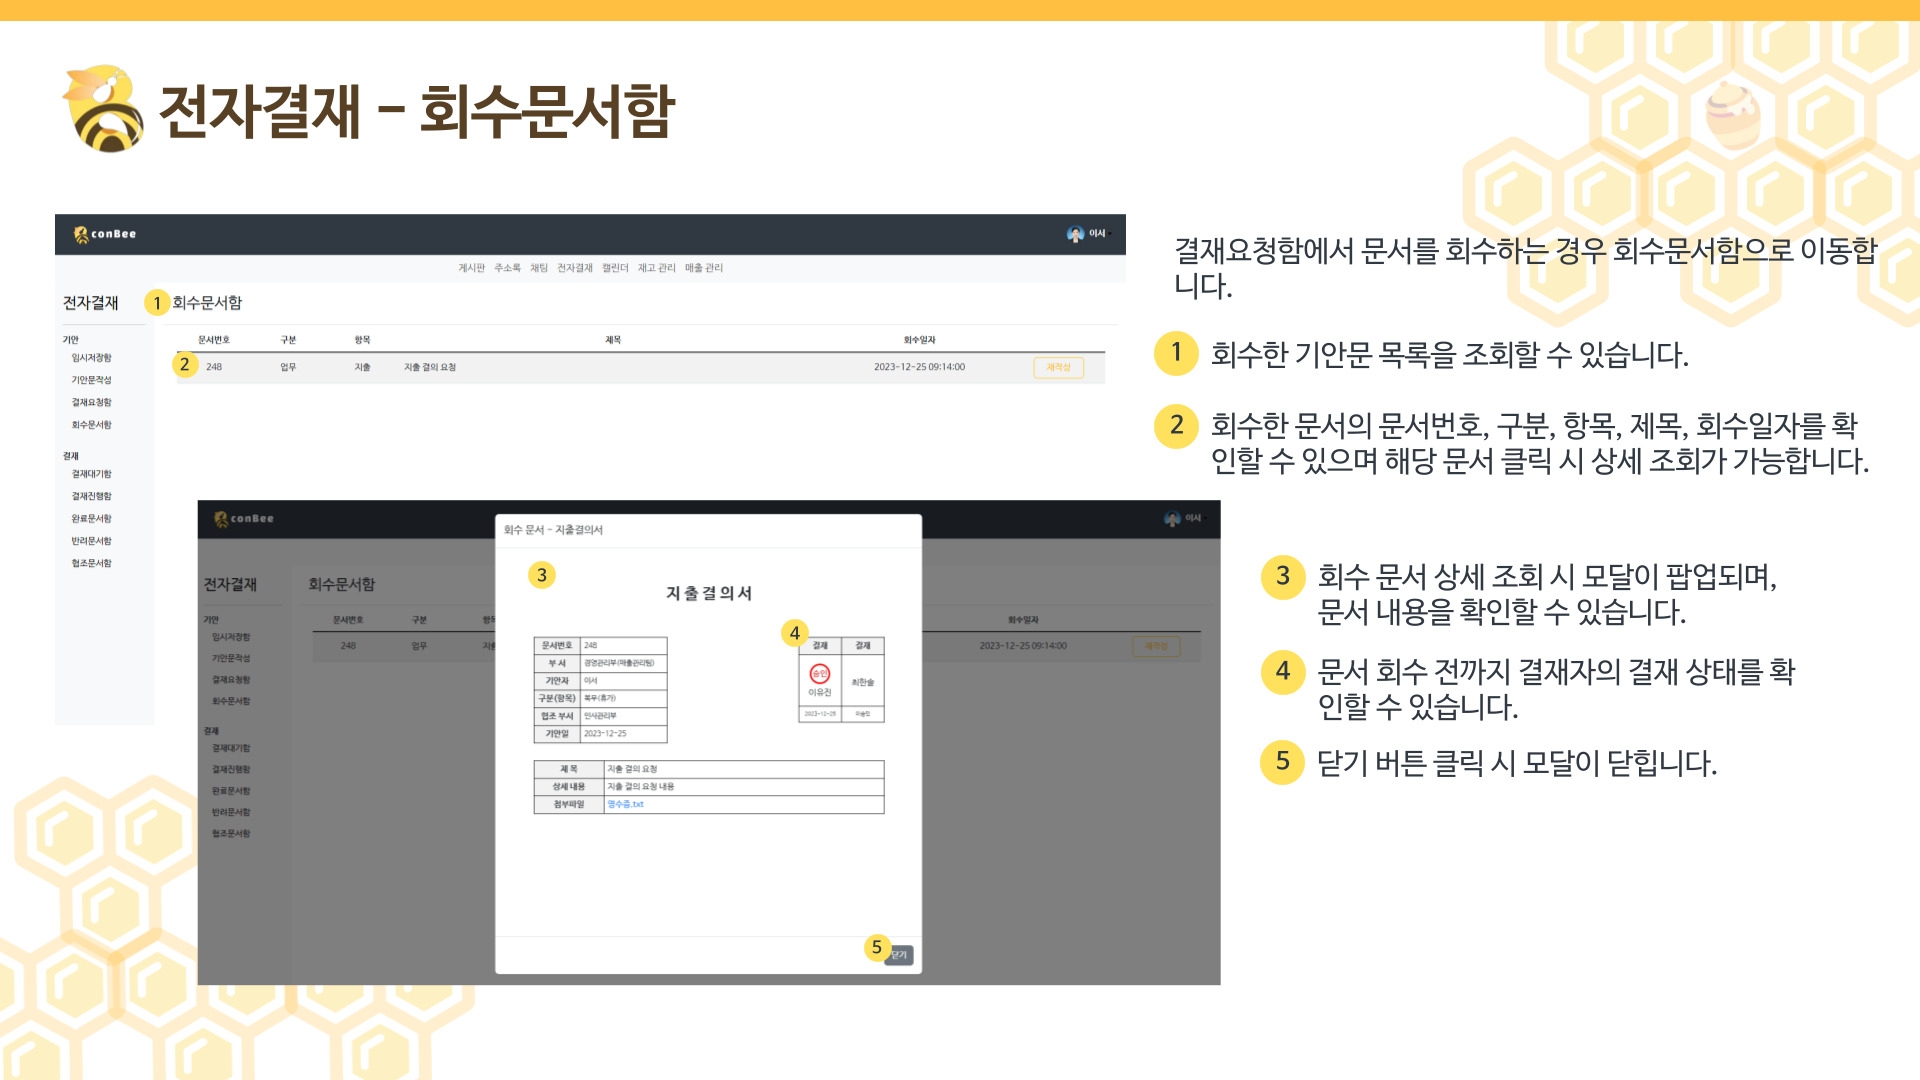 전자결재 - 회수문서함
conBee
이서
게시판 주소록 채팅 전자결재 캘린더 재고 관리 매출 관리
전자결재
1 회수문서함
기안
임시저장함
기안문작성
결재요청함
회수문서함
결재
결재대기함
결재진행함
완료문서함
반려문서함
협조문서함
문서번호 구분 항목 제목 회수일자
2 248 업무 지출 지출 결의 요청 2023-12-25 09:14:00 재작성
결재요청함에서 문서를 회수하는 경우 회수문서함으로 이동합
니다.
1 회수한 기안문 목록을 조회할 수 있습니다.
2 회수한 문서의 문서번호, 구분, 항목, 제목, 회수일자를 확
인할 수 있으며 해당 문서 클릭 시 상세 조회가 가능합니다.
conBee
이서
전자결재
회수문서함
기안
임시저장함
기안문작성
결재요청함
회수문서함
결재
결재대기함
결재진행함
완료문서함
반려문서함
협조문서함
문서번호 구분 회수일자
248 업무 2023-12-25 09:14:00 재작성
회수 문서 - 지출결의서
3
지출결의서
문서번호 248
부 서 경영관리부(매출관리팀)
기안자 이서
구분(항목) 복무(휴가)
협조 부서 인사관리부
기안일 2023-12-25
4
결재 결재
승인
이유진 최한솔
2023-12-25 미승인
제 목 지출 결의 요청
상세 내용 지출 결의 요청 내용
첨부파일 영수증.txt
5 닫기
3 회수 문서 상세 조회 시 모달이 팝업되며,
문서 내용을 확인할 수 있습니다.
4 문서 회수 전까지 결재자의 결재 상태를 확
인할 수 있습니다.
5 닫기 버튼 클릭 시 모달이 닫힙니다.